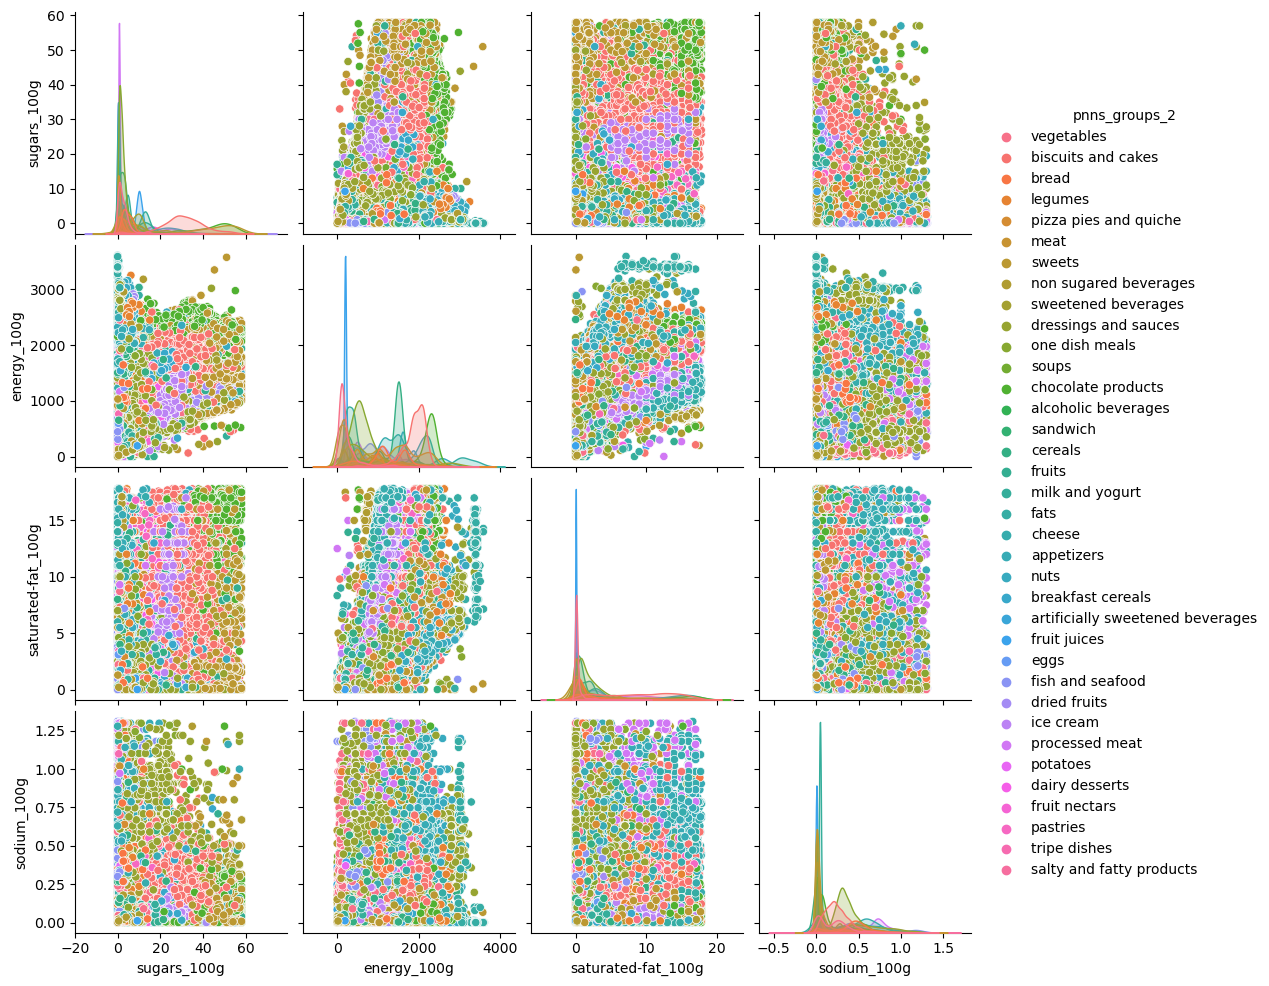 60
50
40
30
20
10
0
sugars_100g
3000
2000
1000
0
energy_100g
15
10
5
0
saturated-fat_100g
1.25
1.00
0.75
0.50
0.25
0.00
sodium_100g
−20 0 20 40 60
sugars_100g
0 2000 4000
energy_100g
0 10 20
saturated-fat_100g
−0.5 0.0 0.5 1.0 1.5
sodium_100g
pnns_groups_2
vegetables
biscuits and cakes
bread
legumes
pizza pies and quiche
meat
sweets
non sugared beverages
sweetened beverages
dressings and sauces
one dish meals
soups
chocolate products
alcoholic beverages
sandwich
cereals
fruits
milk and yogurt
fats
cheese
appetizers
nuts
breakfast cereals
artificially sweetened beverages
fruit juices
eggs
fish and seafood
dried fruits
ice cream
processed meat
potatoes
dairy desserts
fruit nectars
pastries
tripe dishes
salty and fatty products